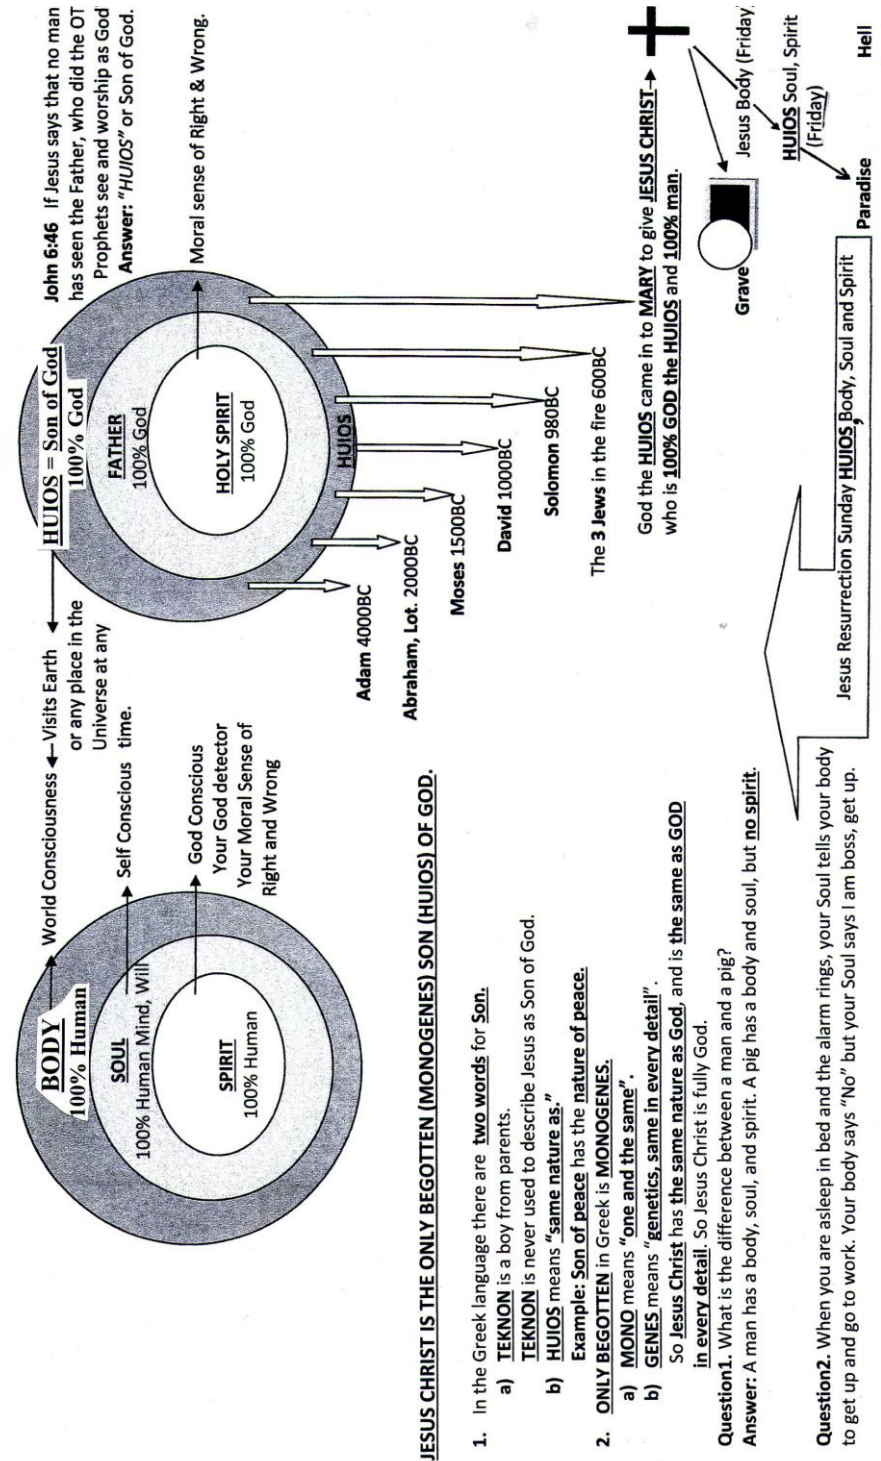 BODY
100% Human
SOUL
100% Human Mind, Will
SPIRIT
100% Human
World Consciousness
Self Conscious
God Conscious
Your God detector
Your Moral Sense of
Right and Wrong
Visits Earth
or any place in the
Universe at any
time.
HUIOS = Son of God
100% God
FATHER
100% God
HOLY SPIRIT
100% God
HUIOS
John 6:46 If Jesus says that no man
has seen the Father, who did the OT
Prophets see and worship as God
Answer: "HUIOS" or Son of God.
Moral sense of Right & Wrong.
Adam 4000BC
Abraham, Lot. 2000BC
Moses 1500BC
David 1000BC
Solomon 980BC
The 3 Jews in the fire 600BC
God the HUIOS came in to MARY to give JESUS CHRIST
who is 100% GOD the HUIOS and 100% man.
Grave
Jesus Body (Friday)
HUIOS Soul, Spirit
(Friday)
Paradise
Hell
Jesus Resurrection Sunday HUIOS, Body, Soul and Spirit
JESUS CHRIST IS THE ONLY BEGOTTEN (MONOGENES) SON (HUIOS) OF GOD.
1. In the Greek language there are two words for Son.
a) TEKNON is a boy from parents.
TEKNON is never used to describe Jesus as Son of God.
b) HUIOS means "same nature as."
Example: Son of peace has the nature of peace.
2. ONLY BEGOTTEN in Greek is MONOGENES.
a) MONO means "one and the same".
b) GENES means "genetics, same in every detail".
So Jesus Christ has the same nature as God, and is the same as GOD
in every detail. So Jesus Christ is fully God.
Question1. What is the difference between a man and a pig?
Answer: A man has a body, soul, and spirit. A pig has a body and soul, but no spirit.
Question2. When you are asleep in bed and the alarm rings, your Soul tells your body
to get up and go to work. Your body says "No" but your Soul says I am boss, get up.